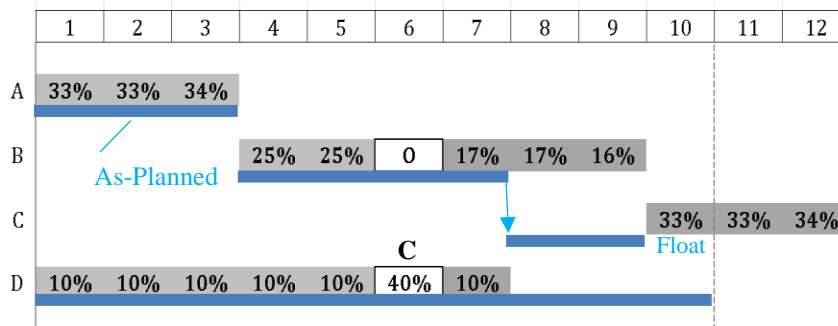 1 2 3 4 5 6 7 8 9 10 11 12
A 33% 33% 34%
B 25% 25% 0 17% 17% 16%
As-Planned
C 33% 33% 34%
C Float
D 10% 10% 10% 10% 10% 40% 10%